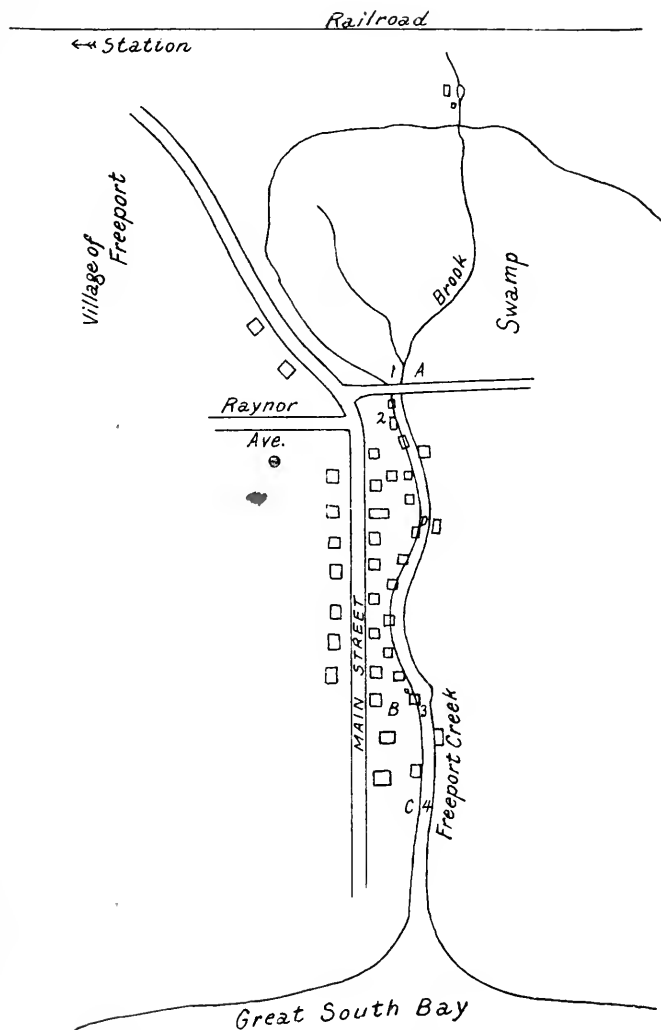 Railroad
Station
Village of
Freeport
Brook
Swamp
1 A
Raynor
Ave.
2
MAIN STREET
B 3
Freeport Creek
C 4
Great South Bay